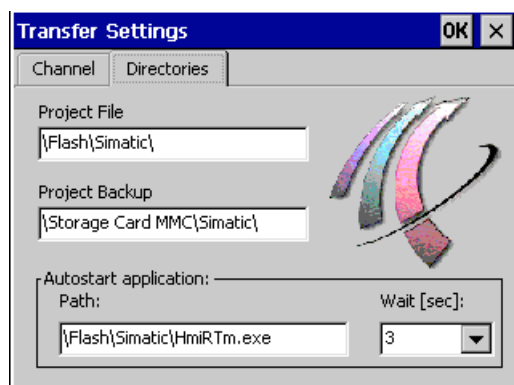 Transfer Settings OK ×
Channel Directories
Project File
\Flash\Simatic\
Project Backup
\Storage Card MMC\Simatic\
Autostart application:
Path: Wait [sec]:
\Flash\Simatic\HmiRTm.exe 3